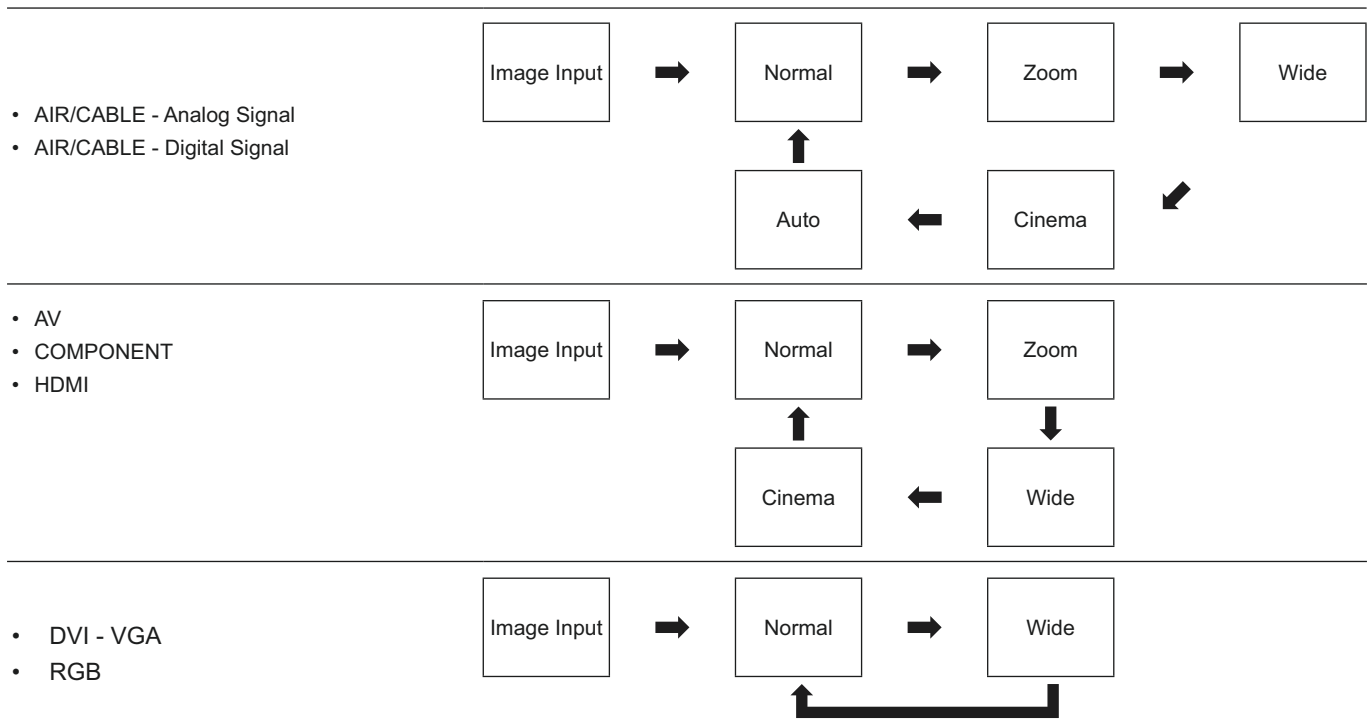 Image Input Normal Zoom Wide
• AIR/CABLE - Analog Signal
• AIR/CABLE - Digital Signal
Auto Cinema
• AV
• COMPONENT
• HDMI
Image Input Normal Zoom
Cinema Wide
Image Input Normal Wide
• DVI - VGA
• RGB